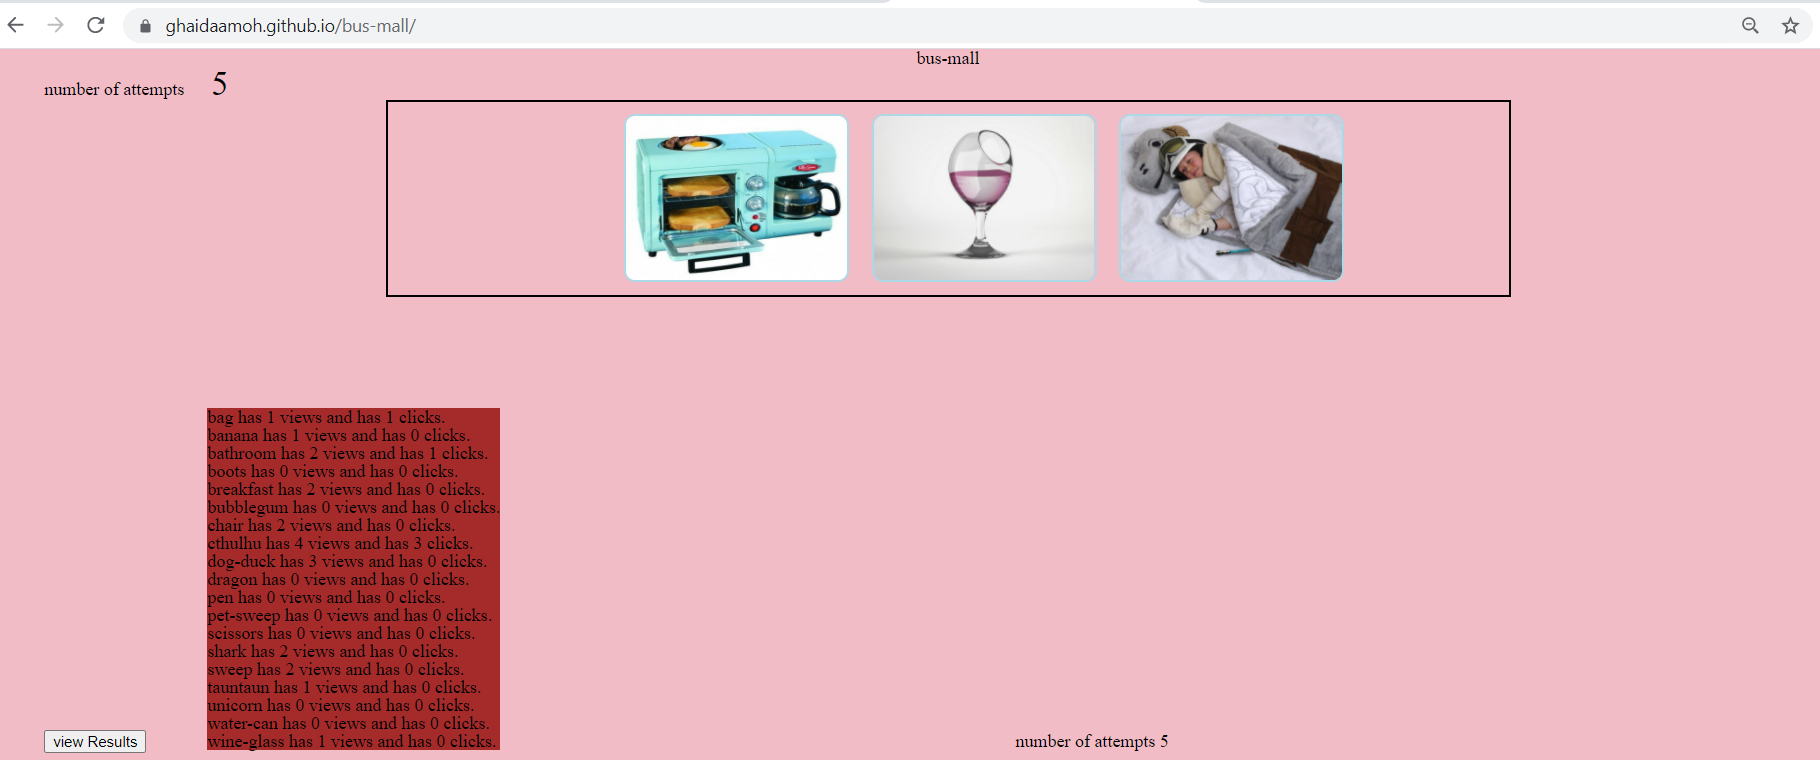 ghaidaamoh.github.io/bus-mall/
bus-mall
number of attempts 5
bag has 1 views and has 1 clicks.
banana has 1 views and has 0 clicks.
bathroom has 2 views and has 1 clicks.
boots has 0 views and has 0 clicks.
breakfast has 2 views and has 0 clicks.
bubblegum has 0 views and has 0 clicks.
chair has 2 views and has 0 clicks.
cthulhu has 4 views and has 3 clicks.
dog-duck has 3 views and has 0 clicks.
dragon has 0 views and has 0 clicks.
pen has 0 views and has 0 clicks.
pet-sweep has 0 views and has 0 clicks.
scissors has 0 views and has 0 clicks.
shark has 2 views and has 0 clicks.
sweep has 2 views and has 0 clicks.
tauntaun has 1 views and has 0 clicks.
unicorn has 0 views and has 0 clicks.
water-can has 0 views and has 0 clicks.
wine-glass has 1 views and has 0 clicks.
view Results
number of attempts 5